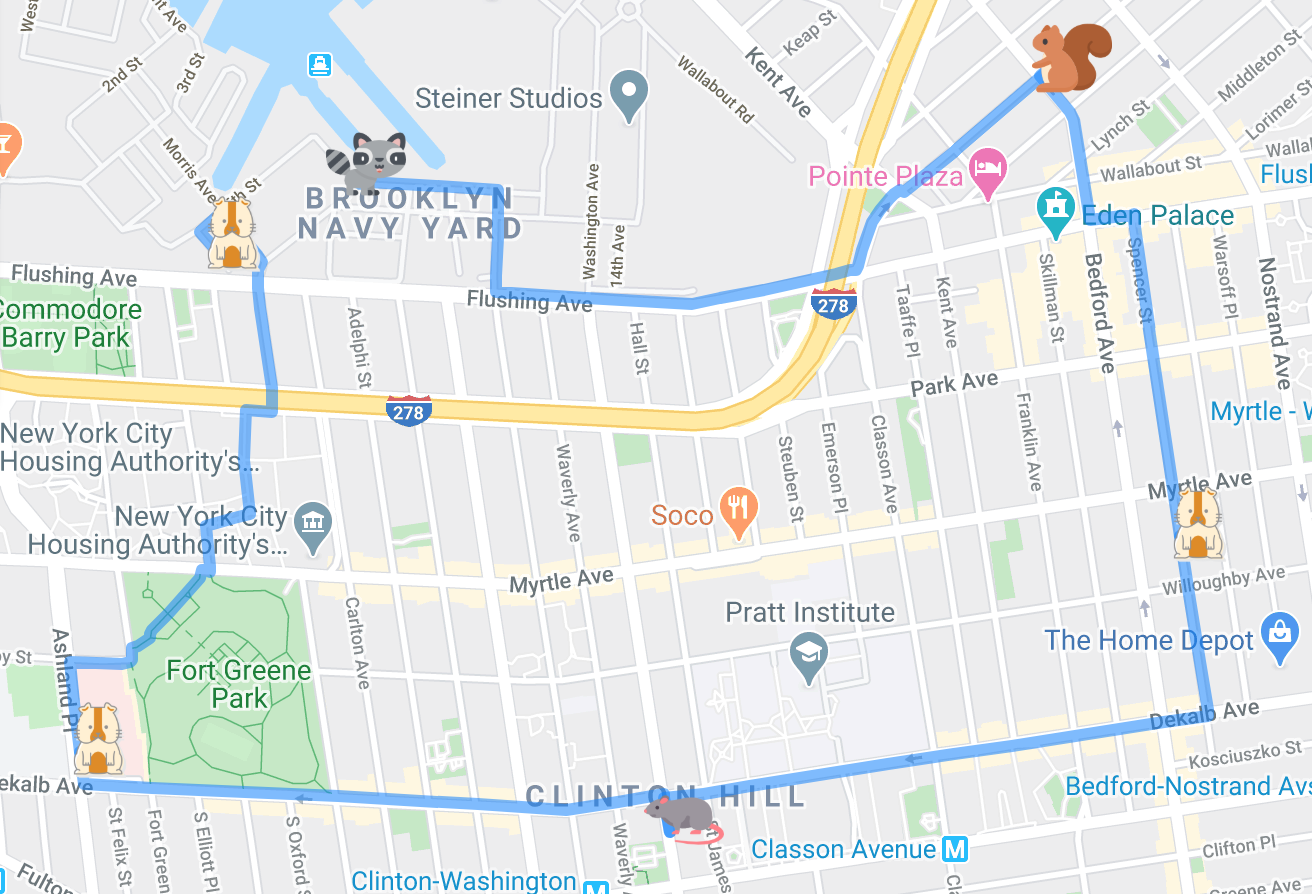 West
nt Ave
Keap St
Kent Ave
Middleton St
2nd St
3rd St
Wallabout Rd
Steiner Studios
Lynch St
Lorimer St
Morris Ave
6th St
Pointe Plaza
Wallabout St
Walla
Flush
BROOKLYN
NAVY YARD
Washington Ave
14th Ave
Eden Palace
Flushing Ave
Flushing Ave
278
Skillman St
Bedford Ave
Spencer St
Warsoff Pl
Nostrand Ave
Commodore
Barry Park
Adelphi St
Hall St
Taaffe Pl
Kent Ave
Park Ave
278
Myrtle - W
New York City
Housing Authority's...
Waverly Ave
Steuben St
Emerson Pl
Classon Ave
Franklin Ave
Myrtle Ave
New York City
Housing Authority's...
Soco
Myrtle Ave
Willoughby Ave
Carlton Ave
Pratt Institute
The Home Depot
Ashland Pl
by St
Fort Greene
Park
Dekalb Ave
Kosciuszko St
ekalb Ave
CLINTON HILL
Bedford-Nostrand Avs
St Felix St
Fort Green
S Elliott Pl
S Oxford S
Waverly A
St James
Classon Avenue
M
Clifton Pl
Fulton
Clinton-Washington
M
Cla
Greene Ave